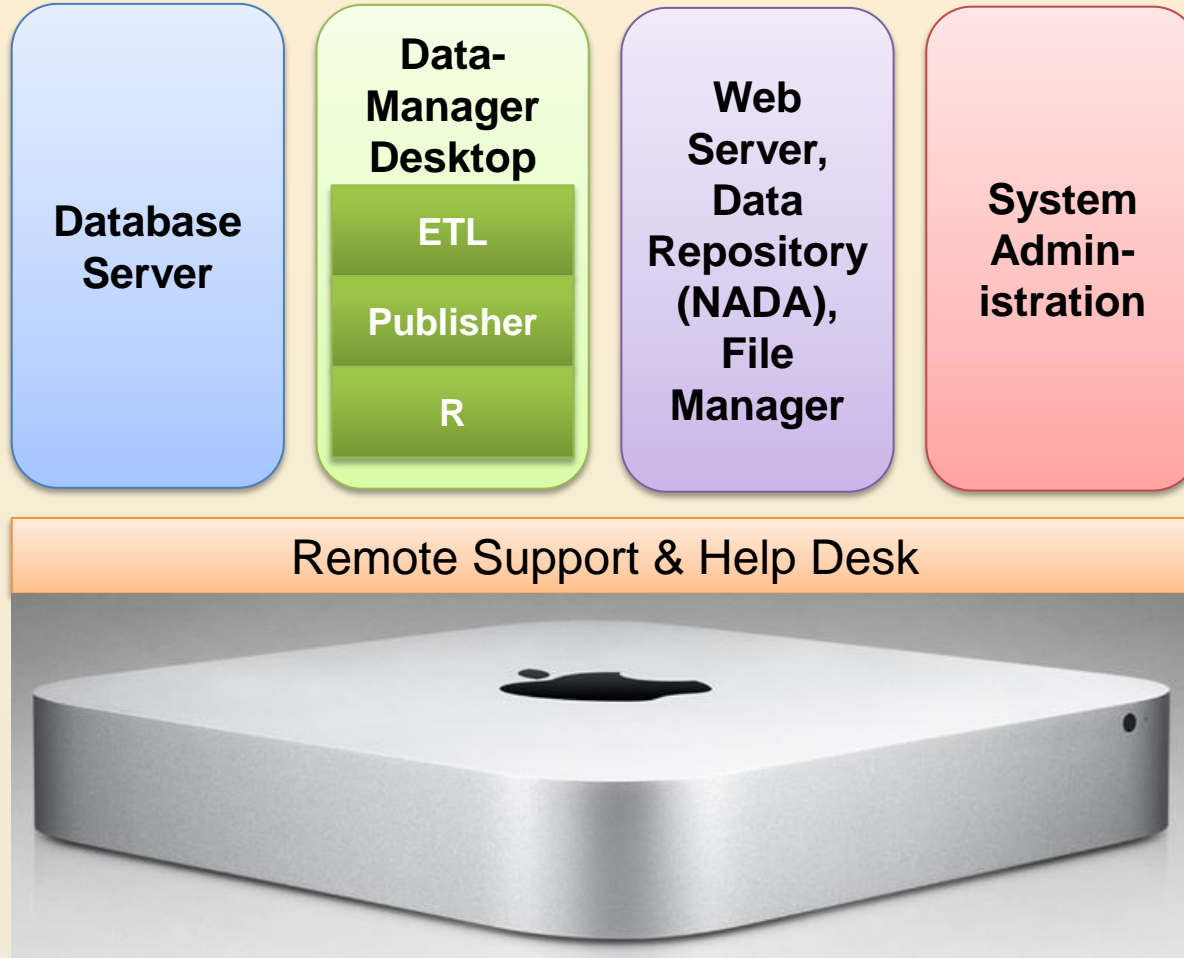 Database
Server
Data-
Manager
Desktop
ETL
Publisher
R
Web
Server,
Data
Repository
(NADA),
File
Manager
System
Admin-
istration
Remote Support & Help Desk